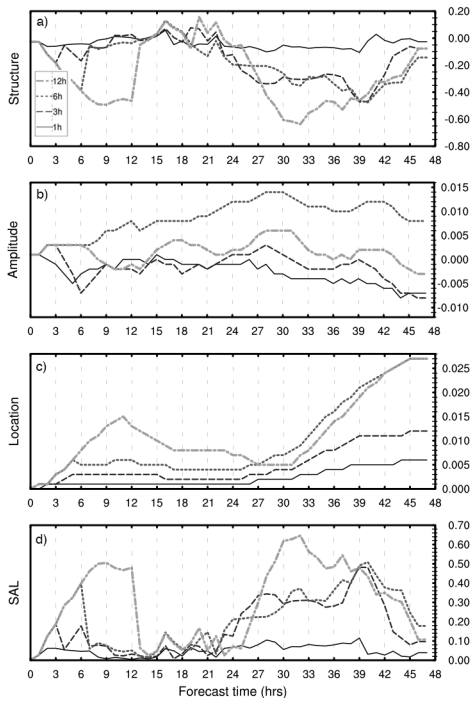 a)
Structure
12h
6h
3h
1h
0.20
0.00
-0.20
-0.40
-0.60
-0.80
0 3 6 9 12 15 18 21 24 27 30 33 36 39 42 45 48
b)
Amplitude
0.015
0.010
0.005
0.000
-0.005
-0.010
0 3 6 9 12 15 18 21 24 27 30 33 36 39 42 45 48
c)
Location
0.025
0.020
0.015
0.010
0.005
0.000
0 3 6 9 12 15 18 21 24 27 30 33 36 39 42 45 48
d)
SAL
0.70
0.60
0.50
0.40
0.30
0.20
0.10
0.00
0 3 6 9 12 15 18 21 24 27 30 33 36 39 42 45 48
Forecast time (hrs)